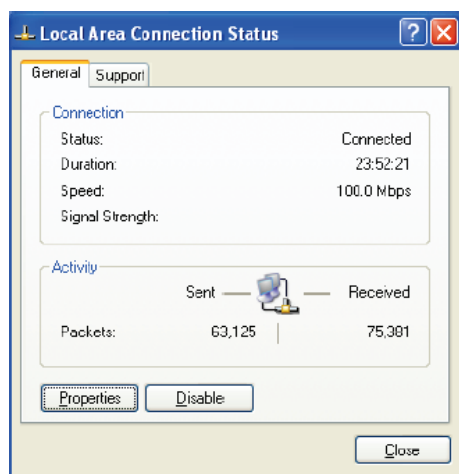 Local Area Connection Status
General Support
Connection
Status: Connected
Duration: 23:52:21
Speed: 100.0 Mbps
Signal Strength:
Activity
Sent — — Received
Packets: 63,125 75,381
Properties Disable
Close